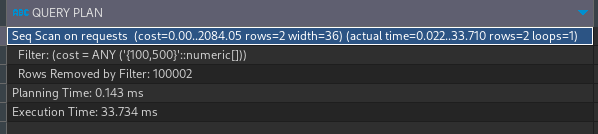 ABC QUERY PLAN
Seq Scan on requests  (cost=0.00..2084.05 rows=2 width=36) (actual time=0.022..33.710 rows=2 loops=1)
Filter: (cost = ANY ('{100,500}'::numeric[]))
Rows Removed by Filter: 100002
Planning Time: 0.143 ms
Execution Time: 33.734 ms